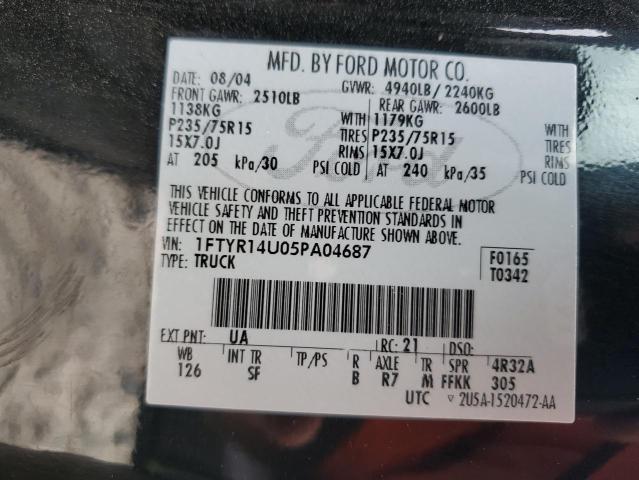 MFD. BY FORD MOTOR CO.
DATE: 08/04 GVWR: 4940LB/ 2240KG
FRONT GAWR: 2510LB REAR GAWR: 2600LB
1138KG WITH 1179KG WITH
P235/75R15 TIRES P235/75R15 TIRES
15X7.0J RIMS 15X7.0J RIMS
AT 205 kPa/30 PSI COLD AT 240 kPa/35 PSI COLD
THIS VEHICLE CONFORMS TO ALL APPLICABLE FEDERAL MOTOR
VEHICLE SAFETY AND THEFT PREVENTION STANDARDS IN
EFFECT ON THE DATE OF MANUFACTURE SHOWN ABOVE.
VIN: 1FTYR14U05PA04687 F0165
TYPE: TRUCK T0342
EXT PNT: UA RC: 21 DSO:
WB INT TR TP/PS R AXLE TR SPR 4R32A
126 SF B R7 M FFKK 305
UTC ▽ 2U5A-1520472-AA
Ford